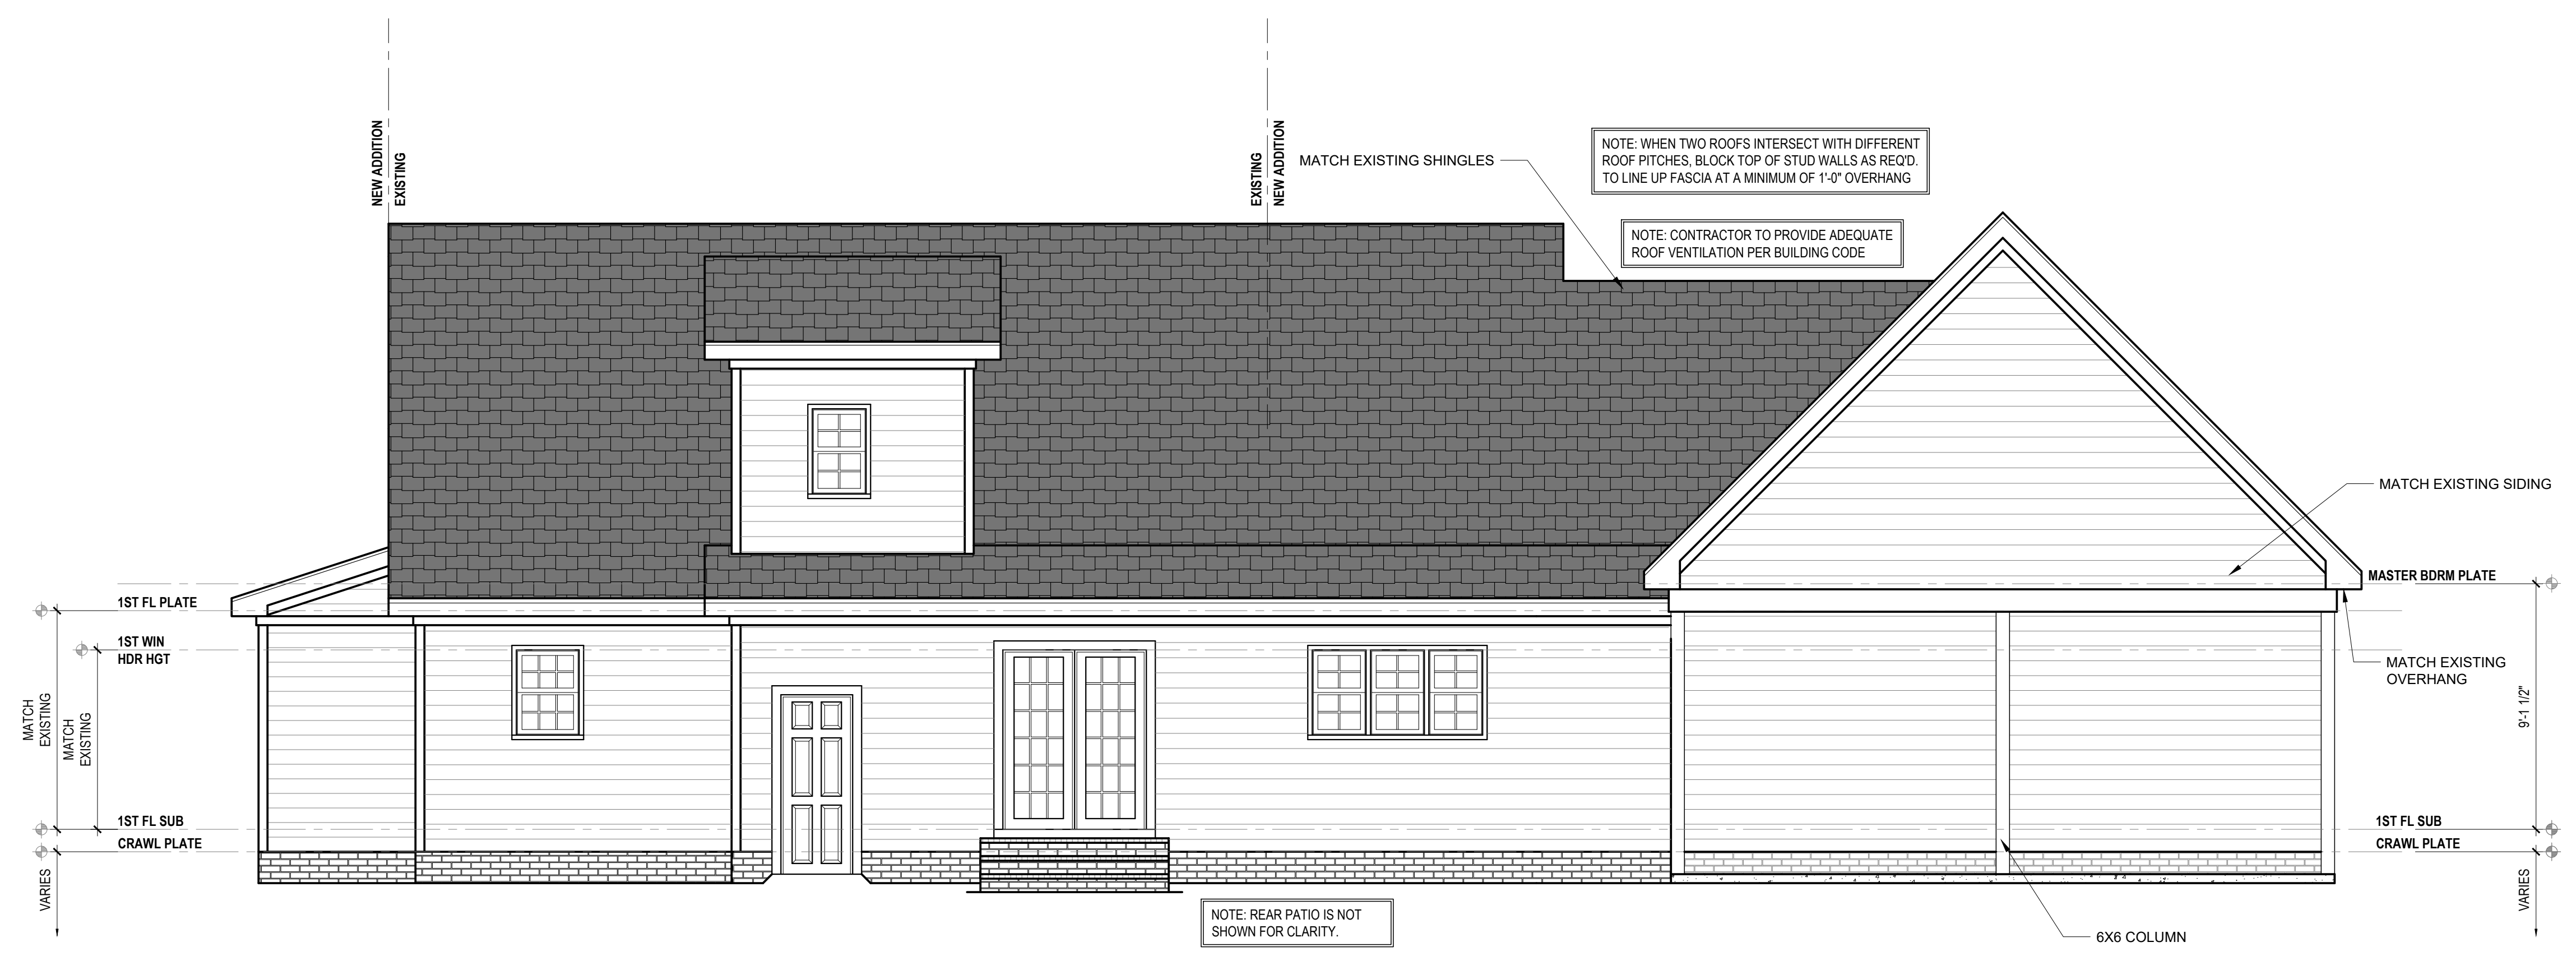 NEW ADDITION
EXISTING
EXISTING
NEW ADDITION
MATCH EXISTING SHINGLES
NOTE: WHEN TWO ROOFS INTERSECT WITH DIFFERENT
ROOF PITCHES, BLOCK TOP OF STUD WALLS AS REQ'D.
TO LINE UP FASCIA AT A MINIMUM OF 1'-0" OVERHANG
NOTE: CONTRACTOR TO PROVIDE ADEQUATE
ROOF VENTILATION PER BUILDING CODE
MATCH EXISTING SIDING
MASTER BDRM PLATE
1ST FL PLATE
1ST WIN
HDR HGT
MATCH EXISTING
OVERHANG
MATCH
EXISTING
MATCH
EXISTING
9'-1 1/2"
1ST FL SUB
CRAWL PLATE
1ST FL SUB
CRAWL PLATE
VARIES
VARIES
NOTE: REAR PATIO IS NOT
SHOWN FOR CLARITY.
6X6 COLUMN